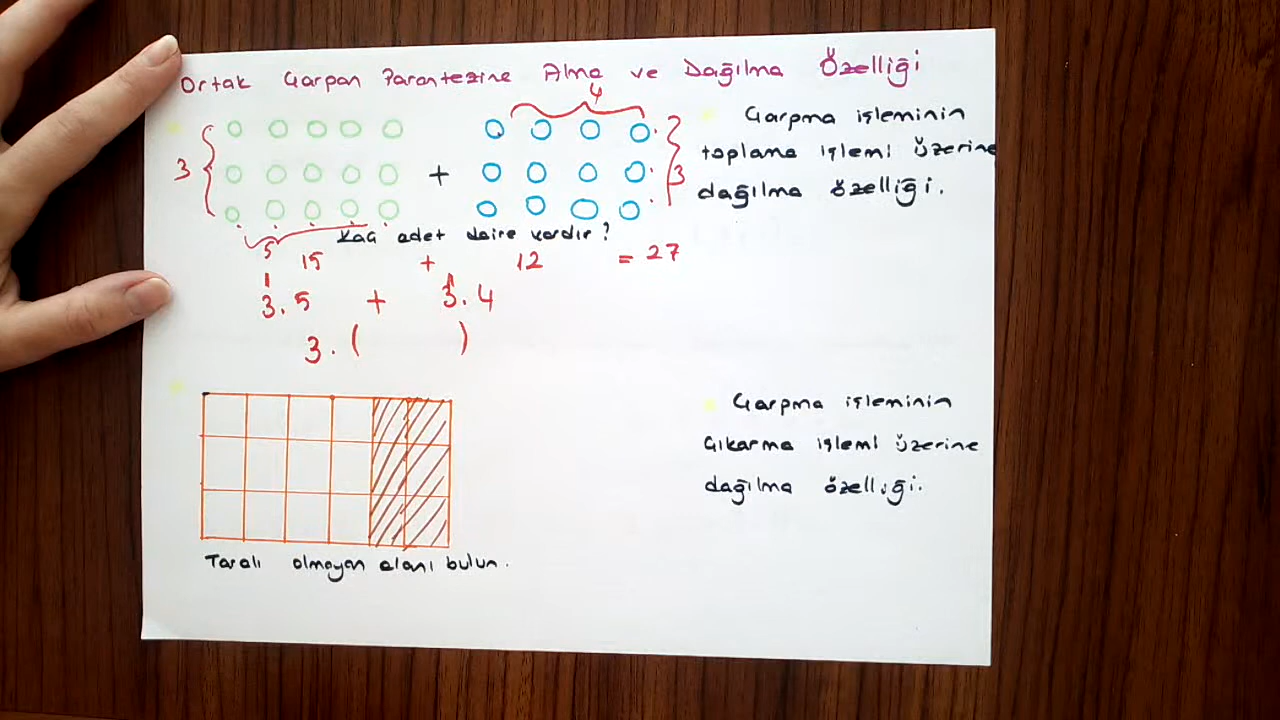 Ortak Çarpan Parantezine Alma ve Dağılma Özelliği
4
3 + 3
Kaç adet daire vardır?
5
15 + 12 = 27
3.5 + 3.4
3.( )
Çarpma işleminin
toplama işlemi üzerine
dağılma özelliği.
Taralı olmayan alanı bulun.
Çarpma işleminin
çıkarma işlemi üzerine
dağılma özelliği.